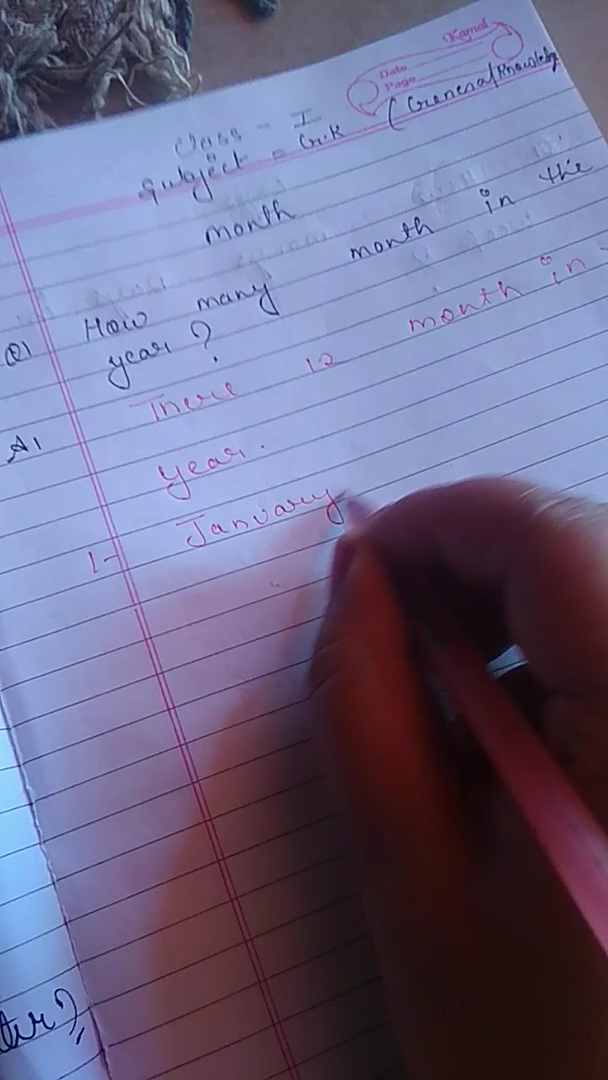 Kamal
Date
Page
Class - I
Subject = G.K (General Knowledge
month
Q1 How many month in the
year?
A1 There 12 month in
year.
1- January